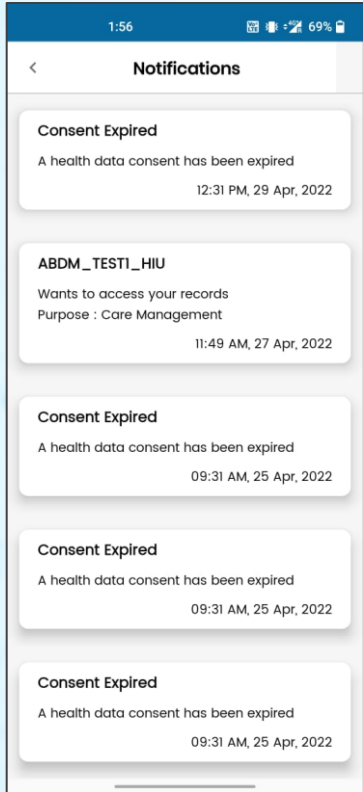 1:56
69%
Notifications
Consent Expired
A health data consent has been expired
12:31 PM, 29 Apr, 2022
ABDM_TEST1_HIU
Wants to access your records
Purpose : Care Management
11:49 AM, 27 Apr, 2022
Consent Expired
A health data consent has been expired
09:31 AM, 25 Apr, 2022
Consent Expired
A health data consent has been expired
09:31 AM, 25 Apr, 2022
Consent Expired
A health data consent has been expired
09:31 AM, 25 Apr, 2022